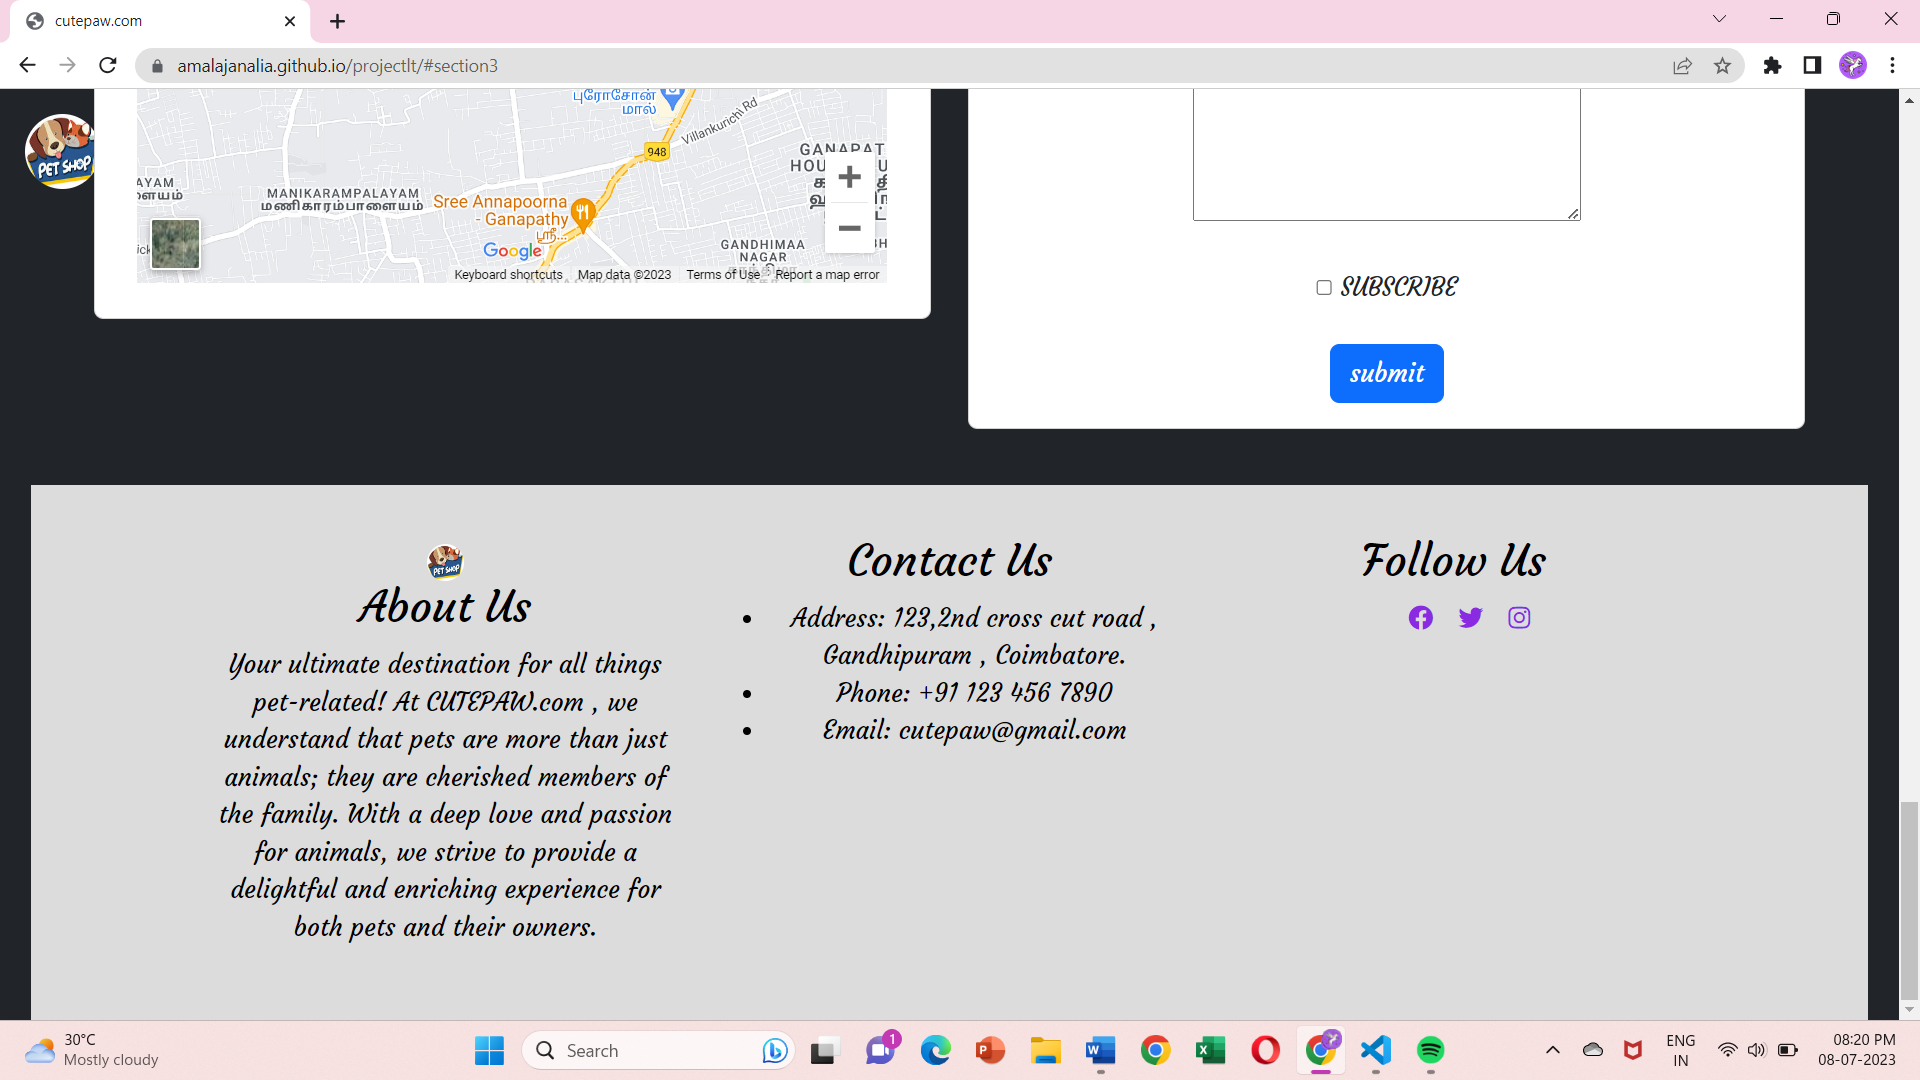 cutepaw.com
amalajanalia.github.io/projectlt/#section3
PET SHOP
புரோசோன்
மால்
Villankurichi Rd
948
MANIKARAMPALAYAM
மணிகாரம்பாளையம்
Sree Annapoorna
- Ganapathy
ஸ்ரீ...
GANDHIMAA
NAGAR
Google
Keyboard shortcuts
Map data ©2023
Terms of Use
Report a map error
SUBSCRIBE
submit
PET SHOP
About Us
Your ultimate destination for all things
pet-related! At CUTEPAW.com , we
understand that pets are more than just
animals; they are cherished members of
the family. With a deep love and passion
for animals, we strive to provide a
delightful and enriching experience for
both pets and their owners.
Contact Us
Address: 123,2nd cross cut road ,
Gandhipuram , Coimbatore.
Phone: +91 123 456 7890
Email: cutepaw@gmail.com
Follow Us
30°C
Mostly cloudy
Search
1
ENG
IN
08:20 PM
08-07-2023